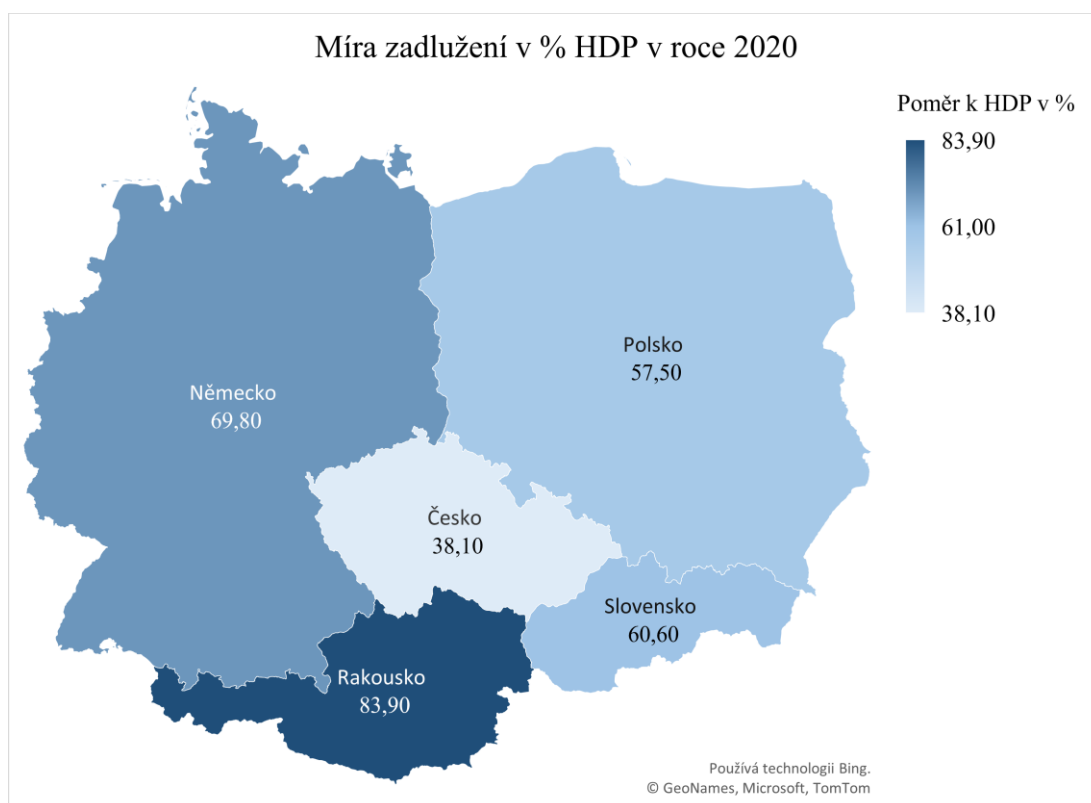 Míra zadlužení v % HDP v roce 2020
Poměr k HDP v %
83,90
61,00
38,10
Polsko
57,50
Německo
69,80
Česko
38,10
Slovensko
60,60
Rakousko
83,90
Používá technologii Bing.
© GeoNames, Microsoft, TomTom